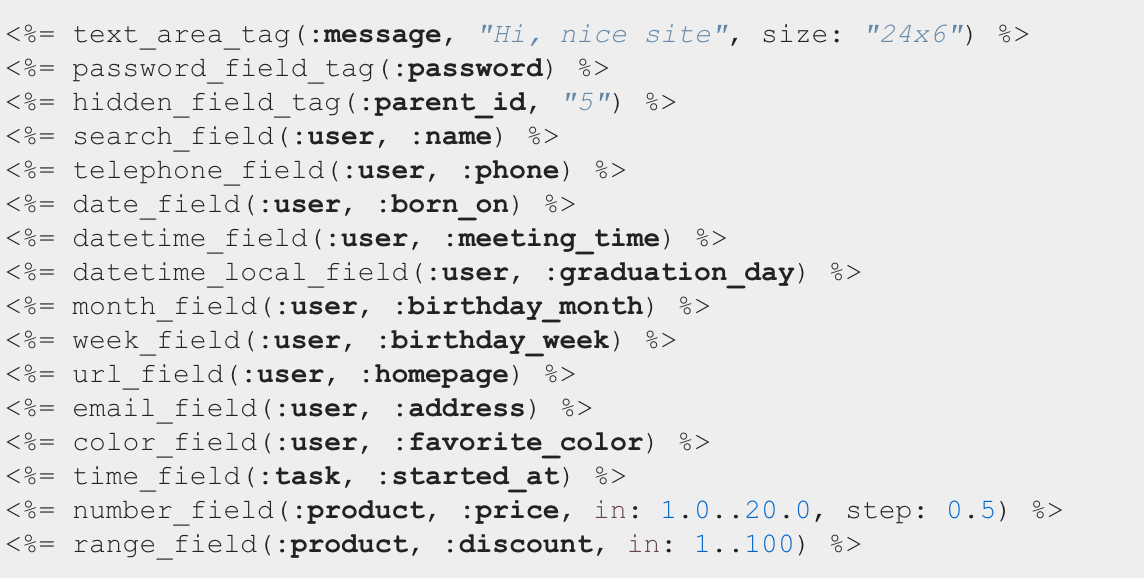 <%= text_area_tag(:message, "Hi, nice site", size: "24x6") %>
<%= password_field_tag(:password) %>
<%= hidden_field_tag(:parent_id, "5") %>
<%= search_field(:user, :name) %>
<%= telephone_field(:user, :phone) %>
<%= date_field(:user, :born_on) %>
<%= datetime_field(:user, :meeting_time) %>
<%= datetime_local_field(:user, :graduation_day) %>
<%= month_field(:user, :birthday_month) %>
<%= week_field(:user, :birthday_week) %>
<%= url_field(:user, :homepage) %>
<%= email_field(:user, :address) %>
<%= color_field(:user, :favorite_color) %>
<%= time_field(:task, :started_at) %>
<%= number_field(:product, :price, in: 1.0..20.0, step: 0.5) %>
<%= range_field(:product, :discount, in: 1..100) %>